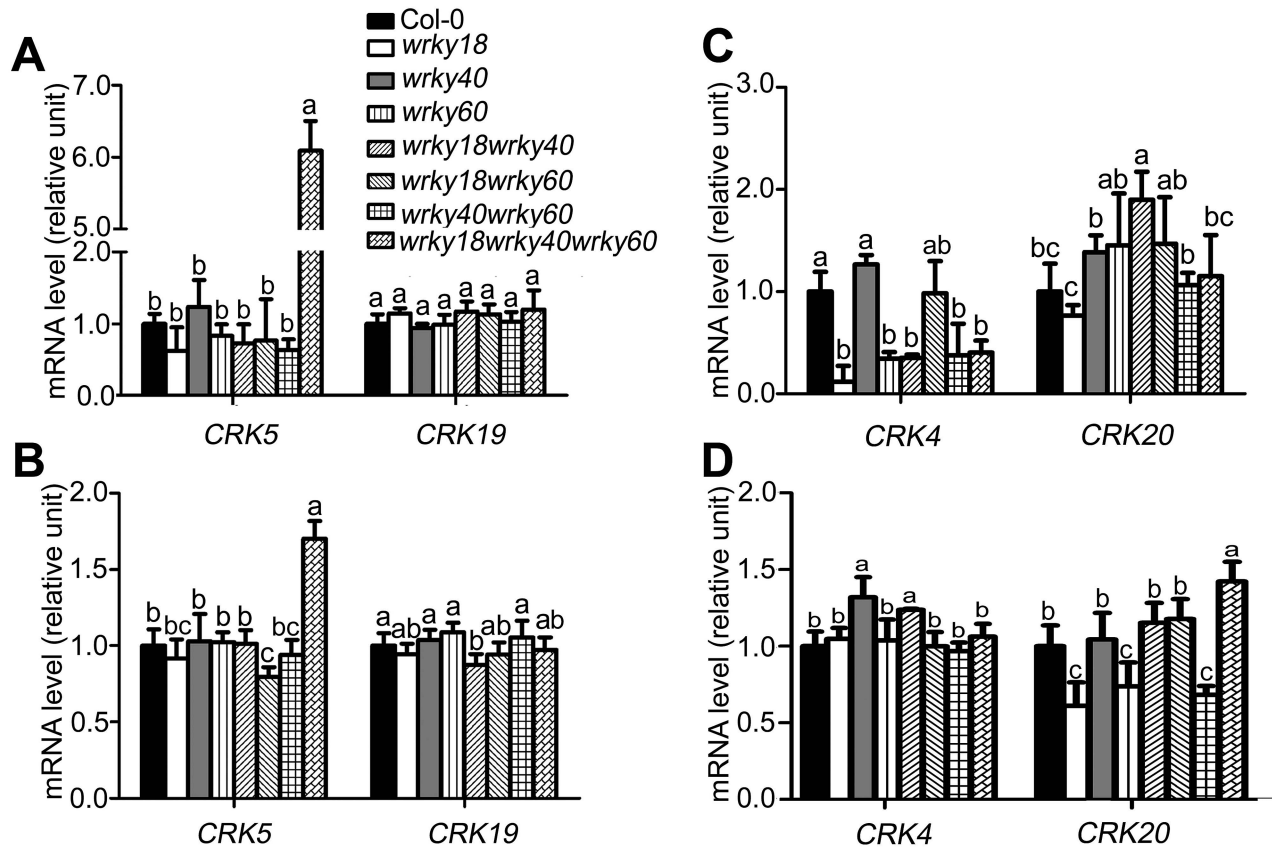 A
mRNA level (relative unit)
7.0
6.0
5.0
2.0
1.0
0.0
a
b b b b b b b
a a a a a a a a
CRK5 CRK19
Col-0
wrky18
wrky40
wrky60
wrky18wrky40
wrky18wrky60
wrky40wrky60
wrky18wrky40wrky60
C
mRNA level (relative unit)
3.0
2.0
1.0
0.0
a b a b b ab b b
bc c b ab a ab b bc
CRK4 CRK20
B
mRNA level (relative unit)
2.0
1.5
1.0
0.5
0.0
b bc b b b c bc a
a ab a a b ab a ab
CRK5 CRK19
D
mRNA level (relative unit)
2.0
1.5
1.0
0.5
0.0
b b a b a b b b
b c b c b b c a
CRK4 CRK20